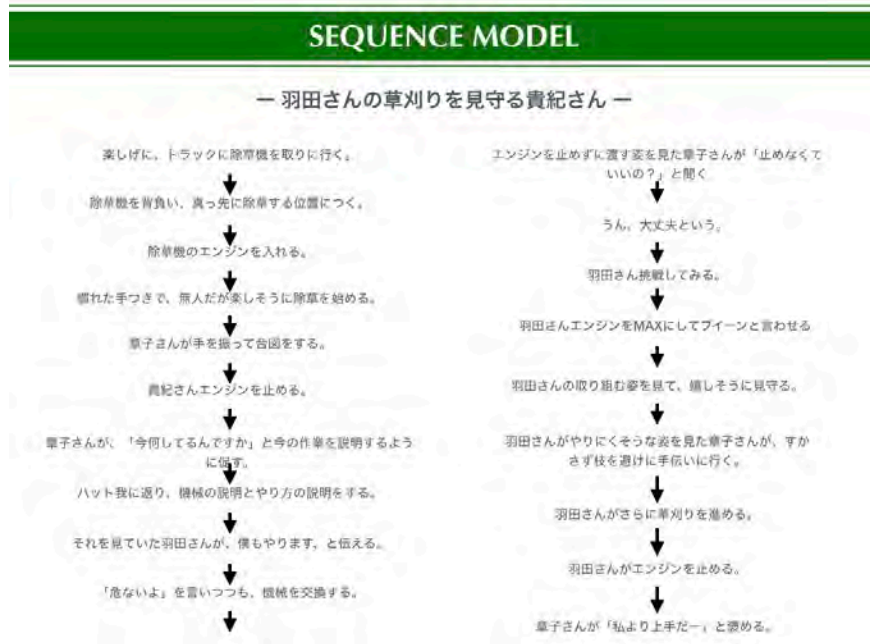 SEQUENCE MODEL
ー 羽田さんの草刈りを見守る貴紀さん ー
楽しげに、トラックに除草機を取りに行く。
除草機を背負い、真っ先に除草する位置につく。
除草機のエンジンを入れる。
慣れた手つきで、無人だが楽しそうに除草を始める。
章子さんが手を振って合図をする。
貴紀さんエンジンを止める。
章子さんが、「今何してるんですか」と今の作業を説明するよう
に促す。
ハット我に返り、機械の説明とやり方の説明をする。
それを見ていた羽田さんが、僕もやります、と伝える。
「危ないよ」を言いつつも、機械を交換する。
エンジンを止めずに渡す姿を見た章子さんが「止めなくて
いいの?」と聞く
うん、大丈夫という。
羽田さん挑戦してみる。
羽田さんエンジンをMAXにしてブイーンと言わせる
羽田さんの取り組む姿を見て、嬉しそうに見守る。
羽田さんがやりにくそうな姿を見た章子さんが、すか
さず枝を避けに手伝いに行く。
羽田さんがさらに草刈りを進める。
羽田さんがエンジンを止める。
章子さんが「私より上手だー」と褒める。